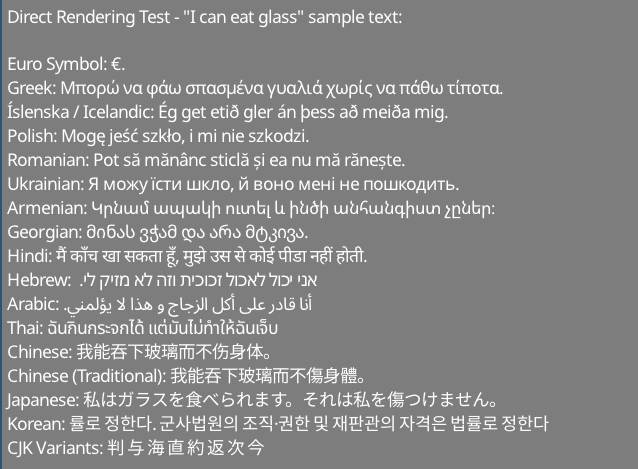 Direct Rendering Test - "I can eat glass" sample text:
Euro Symbol: €.
Greek: Μπορώ να φάω σπασμένα γυαλιά χωρίς να πάθω τίποτα.
Íslenska / Icelandic: Ég get etið gler án þess að meiða mig.
Polish: Mogę jeść szkło, i mi nie szkodzi.
Romanian: Pot să mănânc sticlă și ea nu mă rănește.
Ukrainian: Я можу їсти шкло, й воно мені не пошкодить.
Armenian: Կրնամ ապակի ուտել և ինծի անհանգիստ չըներ:
Georgian: მინას ვჭამ და არა მტკივა.
Hindi: मैं काँच खा सकता हूँ, मुझे उस से कोई पीडा नहीं होती.
Hebrew: אני יכול לאכול זכוכית וזה לא מזיק לי.
Arabic: أنا قادر على أكل الزجاج و هذا لا يؤلمني.
Thai: ฉันกินกระจกได้ แต่มันไม่ทำให้ฉันเจ็บ
Chinese: 我能吞下玻璃而不伤身体。
Chinese (Traditional): 我能吞下玻璃而不傷身體。
Japanese: 私はガラスを食べられます。それは私を傷つけません。
Korean: 률로 정한다. 군사법원의 조직·권한 및 재판관의 자격은 법률로 정한다
CJK Variants: 判 与 海 直 約 返 次 今